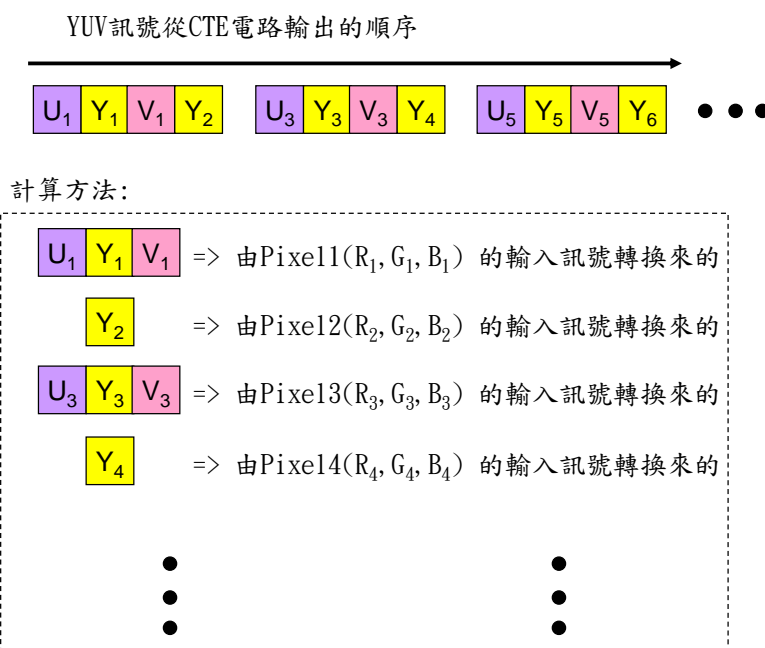 YUV訊號從CTE電路輸出的順序
U₁ Y₁ V₁ Y₂ U₃ Y₃ V₃ Y₄ U₅ Y₅ V₅ Y₆
計算方法:
U₁ Y₁ V₁ => 由Pixel1(R₁,G₁,B₁) 的輸入訊號轉換來的
Y₂ => 由Pixel2(R₂,G₂,B₂) 的輸入訊號轉換來的
U₃ Y₃ V₃ => 由Pixel3(R₃,G₃,B₃) 的輸入訊號轉換來的
Y₄ => 由Pixel4(R₄,G₄,B₄) 的輸入訊號轉換來的